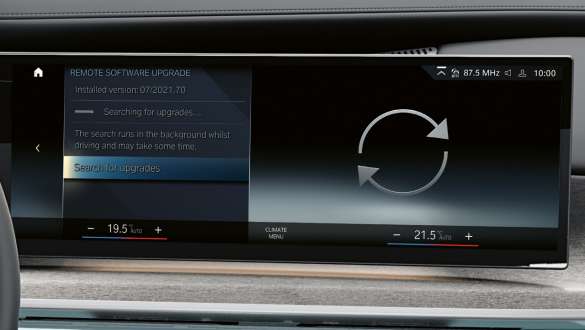 REMOTE SOFTWARE UPGRADE
87.5 MHz
10:00
Installed version: 07/2021.70
Searching for upgrades...
The search runs in the background whilst
driving and may take some time.
Search for upgrades
− 19.5 °C AUTO +
CLIMATE
MENU
− 21.5 °C AUTO +